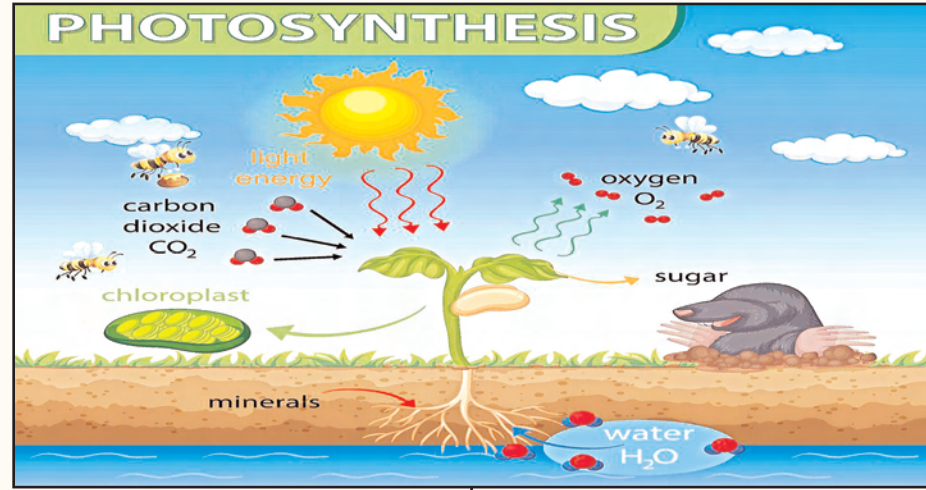 PHOTOSYNTHESIS
light
energy
carbon
dioxide
CO₂
oxygen
O₂
sugar
chloroplast
minerals
water
H₂O